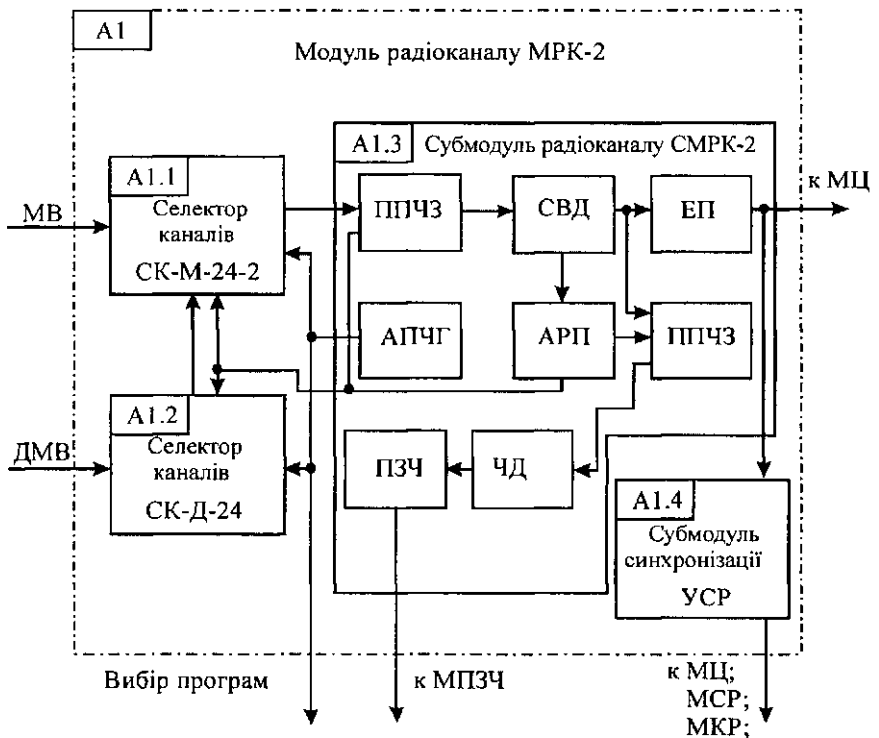 А1
Модуль радіоканалу МРК-2
А1.3
Субмодуль радіоканалу СМРК-2
А1.1
Селектор
каналів
СК-М-24-2
МВ
ППЧЗ
СВД
ЕП
к МЦ
АПЧГ
АРП
ППЧЗ
А1.2
Селектор
каналів
СК-Д-24
ДМВ
ПЗЧ
ЧД
А1.4
Субмодуль
синхронізації
УСР
Вибір програм
к МПЗЧ
к МЦ;
МСР;
МКР;